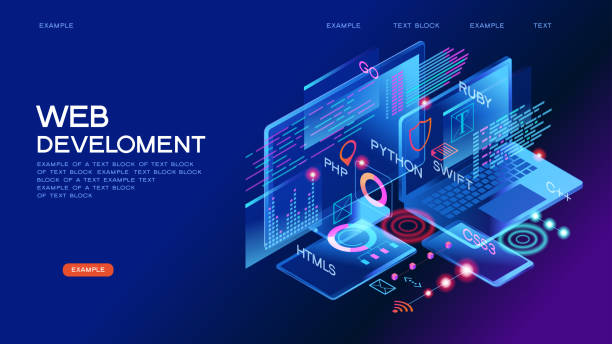 EXAMPLE
EXAMPLE
TEXT BLOCK
EXAMPLE
TEXT
WEB
DEVELOMENT
EXAMPLE OF A TEXT BLOCK OF TEXT BLOCK
OF TEXT BLOCK EXAMPLE TEXT BLOCK BLOCK
BLOCK OF A TEXT BLOCK EXAMPLE TEXT
EXAMPLE OF A TEXT BLOCK
OF TEXT BLOCK
EXAMPLE
GO
RUBY
PYTHON
PHP
SWIFT
C++
CSS3
HTML5